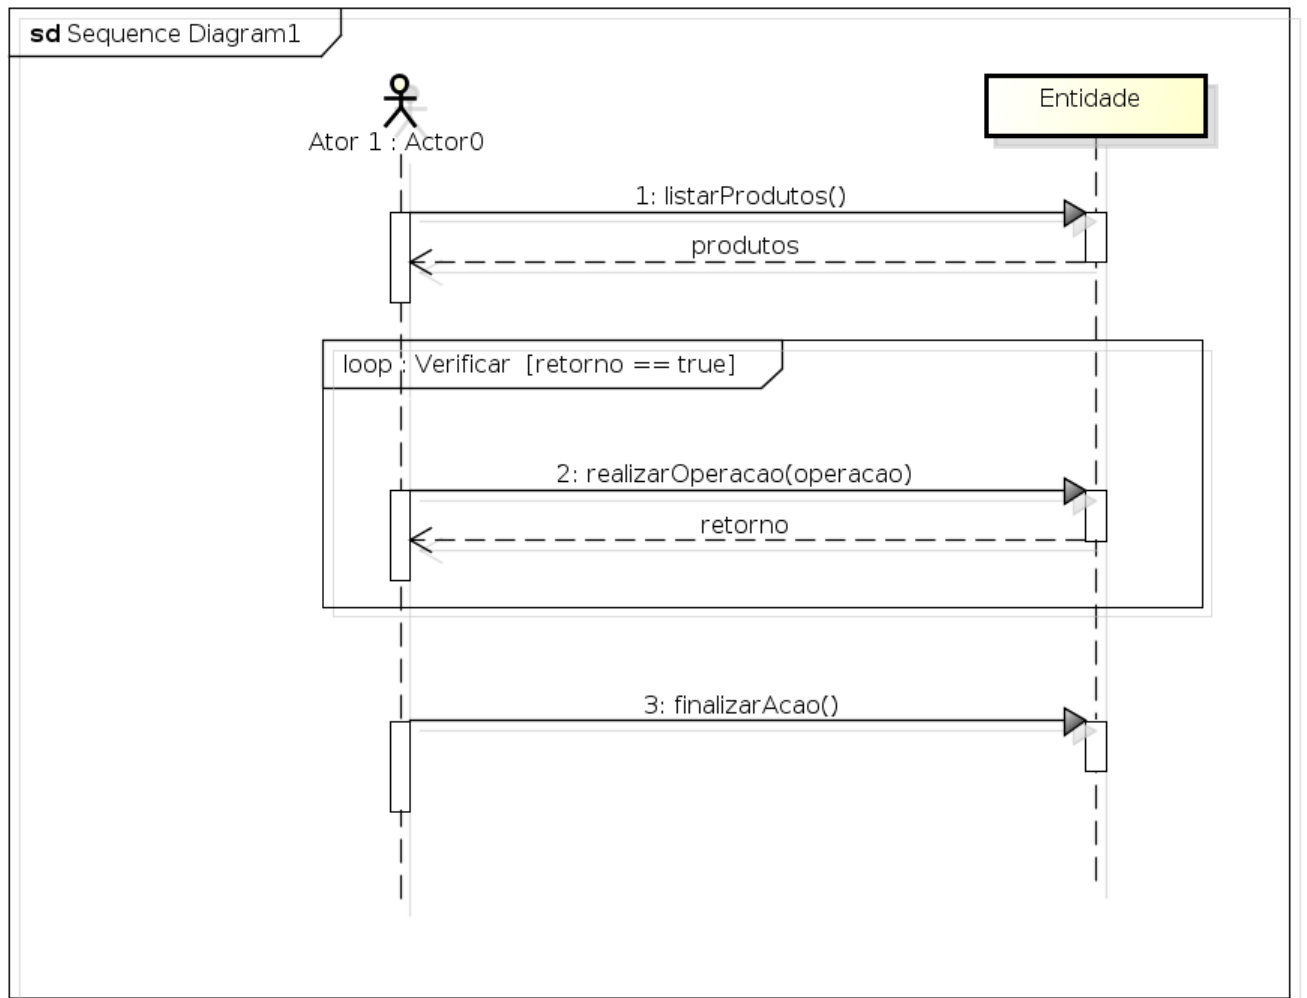 sd Sequence Diagram1
Entidade
Ator 1 : Actor0
1: listarProdutos()
produtos
loop : Verificar [retorno == true]
2: realizarOperacao(operacao)
retorno
3: finalizarAcao()